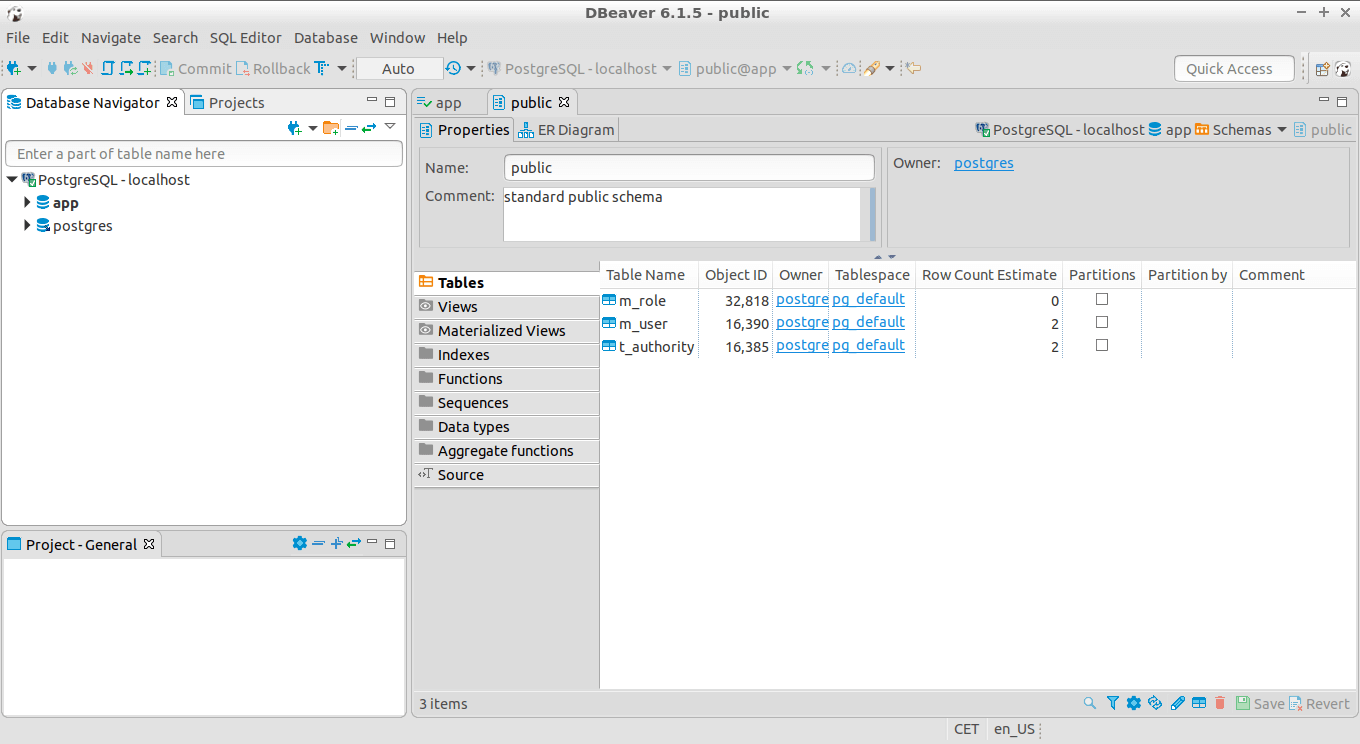 DBeaver 6.1.5 - public
File Edit Navigate Search SQL Editor Database Window Help
Commit Rollback Auto PostgreSQL - localhost public@app Quick Access
Database Navigator Projects
Enter a part of table name here
PostgreSQL - localhost
app
postgres
Project - General
app public
Properties ER Diagram PostgreSQL - localhost app Schemas public
Name: public
Comment: standard public schema
Owner: postgres
Tables
Views
Materialized Views
Indexes
Functions
Sequences
Data types
Aggregate functions
Source
Table Name Object ID Owner Tablespace Row Count Estimate Partitions Partition by Comment
m_role 32,818 postgre pg_default 0
m_user 16,390 postgre pg_default 2
t_authority 16,385 postgre pg_default 2
3 items Save Revert
CET en_US